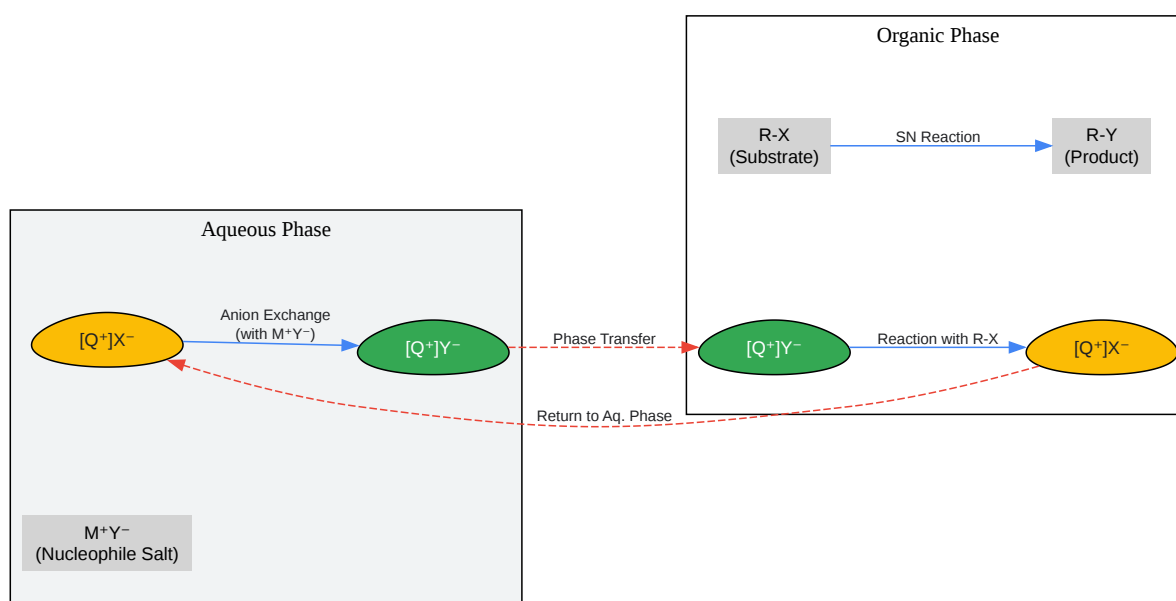 Organic Phase
R-X
(Substrate)
SN Reaction
R-Y
(Product)
Aqueous Phase
[Q⁺]X⁻
Anion Exchange
(with M⁺Y⁻)
[Q⁺]Y⁻
Phase Transfer
[Q⁺]Y⁻
Reaction with R-X
[Q⁺]X⁻
Return to Aq. Phase
M⁺Y⁻
(Nucleophile Salt)